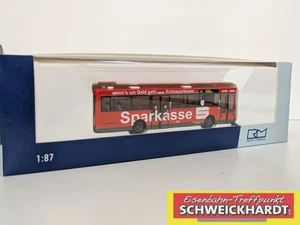 wenn's um Geld geht ... Kreissparkasse
Sparkasse
1:87
Eisenbahn-Treffpunkt
SCHWEICKHARDT